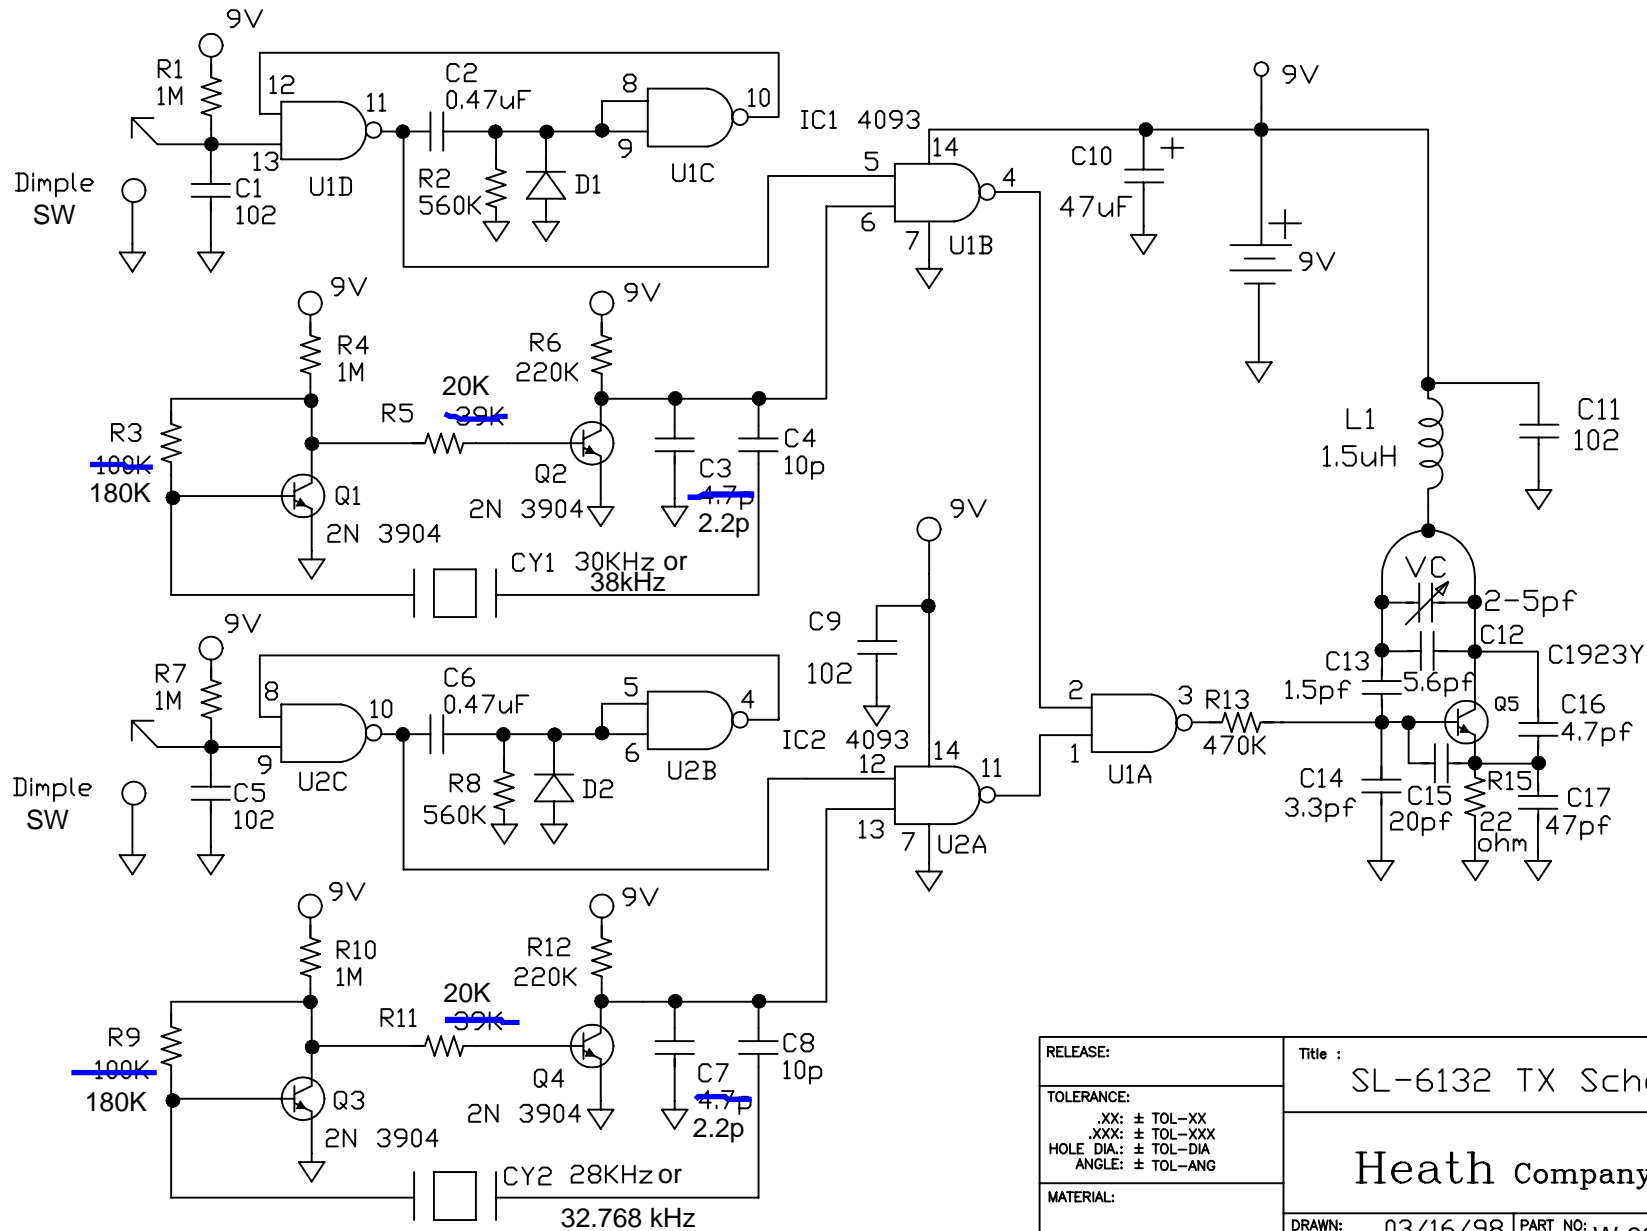 9V
R1
1M
12
11
13
U1D
Dimple
SW
C1
102
C2
0.47uF
R2
560K
D1
8
9
10
U1C
IC1 4093
5
6
14
7
4
U1B
C10
+
47uF
9V
+
9V
9V
R4
1M
R3
100K
180K
Q1
2N 3904
R5
20K
39K
9V
R6
220K
Q2
2N 3904
C3
4.7p
2.2p
C4
10p
CY1 30KHz or
38kHz
L1
1.5uH
C11
102
VC
2-5pf
C12
5.6pf
C1923Y
C13
1.5pf
Q5
C16
4.7pf
C14
3.3pf
C15
20pf
R15
22
ohm
C17
47pf
9V
C9
102
2
1
3
U1A
R13
470K
9V
R7
1M
8
10
9
U2C
Dimple
SW
C5
102
C6
0.47uF
R8
560K
D2
5
6
4
U2B
IC2 4093
12
13
14
7
11
U2A
9V
R10
1M
R9
100K
180K
Q3
2N 3904
R11
20K
39K
9V
R12
220K
Q4
2N 3904
C7
4.7p
2.2p
C8
10p
CY2 28KHz or
32.768 kHz
RELEASE:
TOLERANCE:
.XX: ± TOL-XX
.XXX: ± TOL-XXX
HOLE DIA.: ± TOL-DIA
ANGLE: ± TOL-ANG
MATERIAL:
Title :
SL-6132 TX
Heath Company
DRAWN: 03/16/98
PART NO: